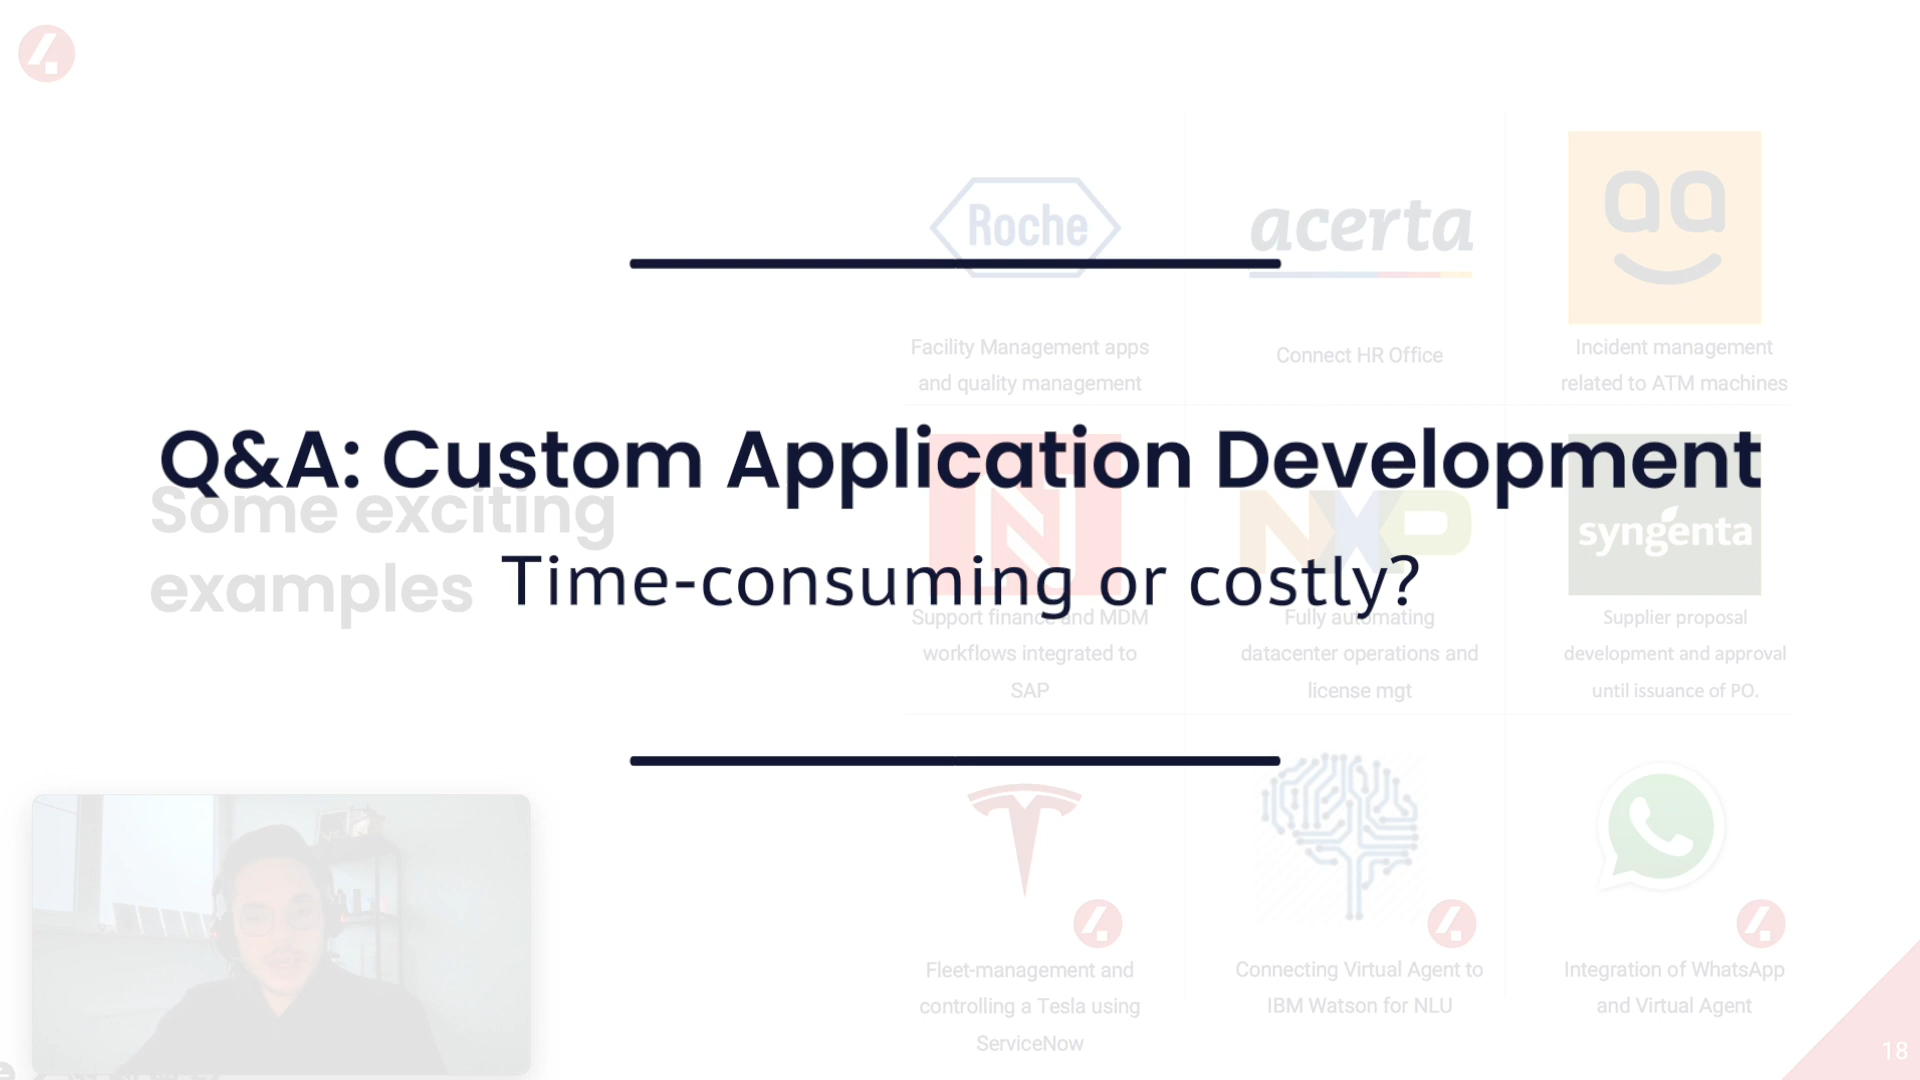 Roche
acerta
Facility Management apps
and quality management
Connect HR Office
Incident management
related to ATM machines
Q&A: Custom Application Development
Some exciting
examples
Time-consuming or costly?
N
NXP
syngenta
Support finance and MDM
workflows integrated to
SAP
Fully automating
datacenter operations and
license mgt
Supplier proposal
development and approval
until issuance of PO.
Fleet-management and
controlling a Tesla using
ServiceNow
Connecting Virtual Agent to
IBM Watson for NLU
Integration of WhatsApp
and Virtual Agent
18